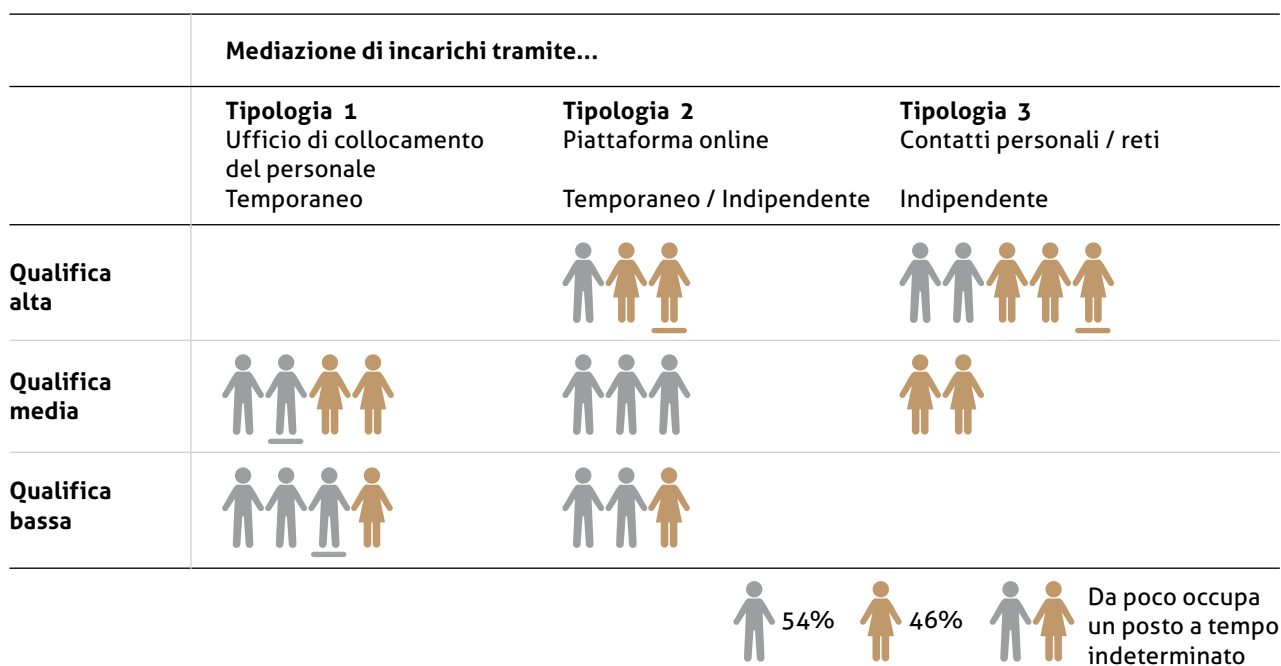 Mediazione di incarichi tramite...
Tipologia 1
Ufficio di collocamento
del personale
Temporaneo
Tipologia 2
Piattaforma online
Temporaneo / Indipendente
Tipologia 3
Contatti personali / reti
Indipendente
Qualifica
alta
Qualifica
media
Qualifica
bassa
54%
46%
Da poco occupa
un posto a tempo
indeterminato